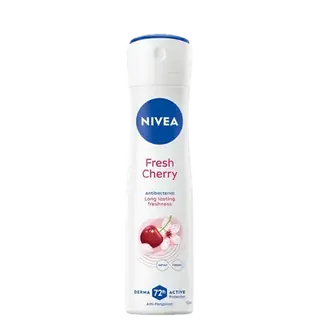 NIVEA
Fresh
Cherry
Antibacterial
Long lasting
freshness
DERMA 72h ACTIVE
Protection
Anti-Perspirant